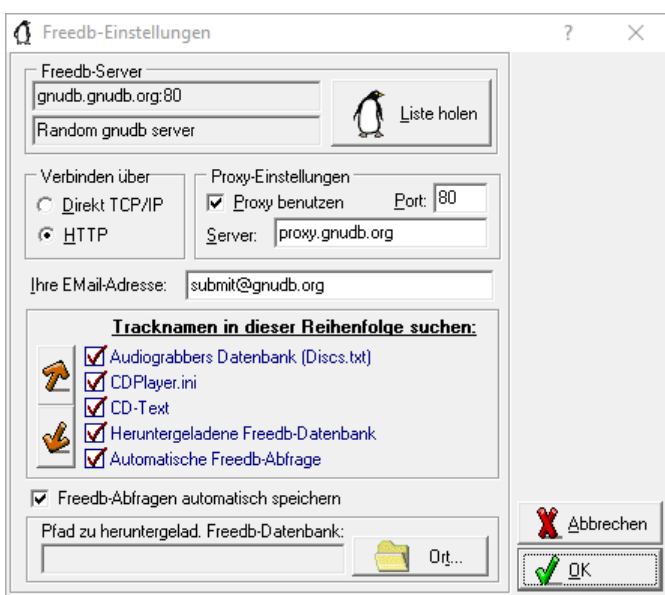 Freedb-Einstellungen
?
Freedb-Server
gnudb.gnudb.org:80
Random gnudb server
Liste holen
Verbinden über
Direkt TCP/IP
HTTP
Proxy-Einstellungen
Proxy benutzen
Port: 80
Server: proxy.gnudb.org
Ihre EMail-Adresse: submit@gnudb.org
Tracknamen in dieser Reihenfolge suchen:
Audiograbbers Datenbank (Discs.txt)
CDPlayer.ini
CD-Text
Heruntergeladene Freedb-Datenbank
Automatische Freedb-Abfrage
Freedb-Abfragen automatisch speichern
Pfad zu heruntergelad. Freedb-Datenbank:
Ort...
Abbrechen
OK